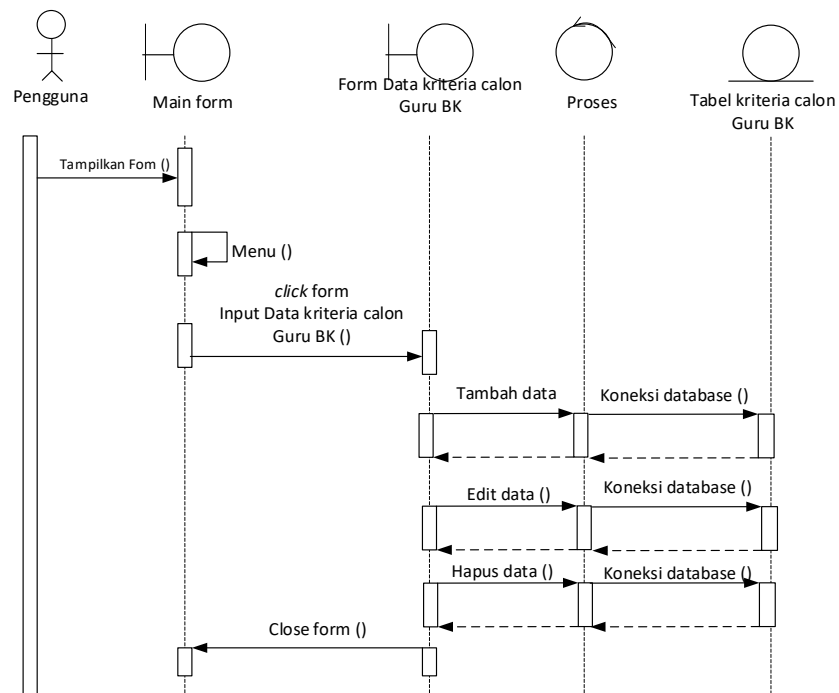 Pengguna
Main form
Form Data kriteria calon
Guru BK
Proses
Tabel kriteria calon
Guru BK
Tampilkan Fom ()
Menu ()
click form
Input Data kriteria calon
Guru BK ()
Tambah data
Koneksi database ()
Edit data ()
Koneksi database ()
Hapus data ()
Koneksi database ()
Close form ()